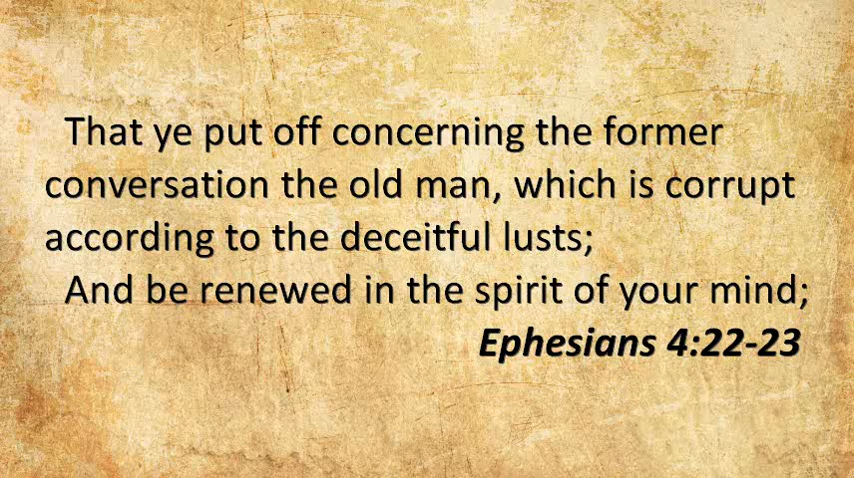 That ye put off concerning the former
conversation the old man, which is corrupt
according to the deceitful lusts;
And be renewed in the spirit of your mind;
Ephesians 4:22-23